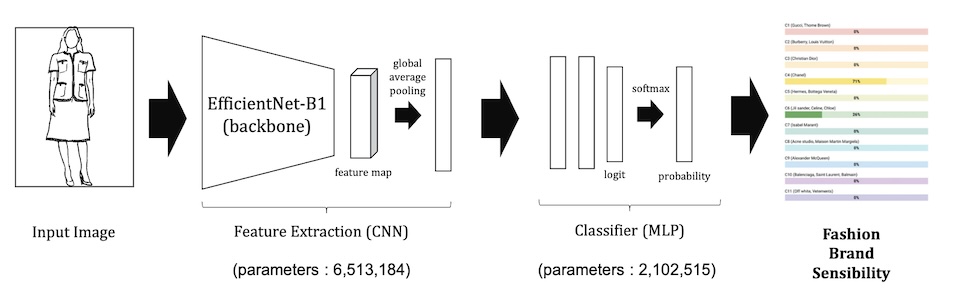 EfficientNet-B1
(backbone)
feature map
global
average
pooling
logit
softmax
probability
C1 (Gucci, Thome Brown)
0%
C2 (Burberry, Louis Vuitton)
0%
C3 (Christian Dior)
0%
C4 (Chanel)
71%
C5 (Hermes, Bottega Veneta)
0%
C6 (Jil sander, Celine, Chloe)
26%
C7 (Isabel Marant)
0%
C8 (Acne studio, Maison Martin Margiela)
0%
C9 (Alexander McQueen)
0%
C10 (Balenciaga, Saint Laurent, Balmain)
0%
C11 (Off white, Vetements)
0%
Input Image
Feature Extraction (CNN)
(parameters : 6,513,184)
Classifier (MLP)
(parameters : 2,102,515)
Fashion
Brand
Sensibility